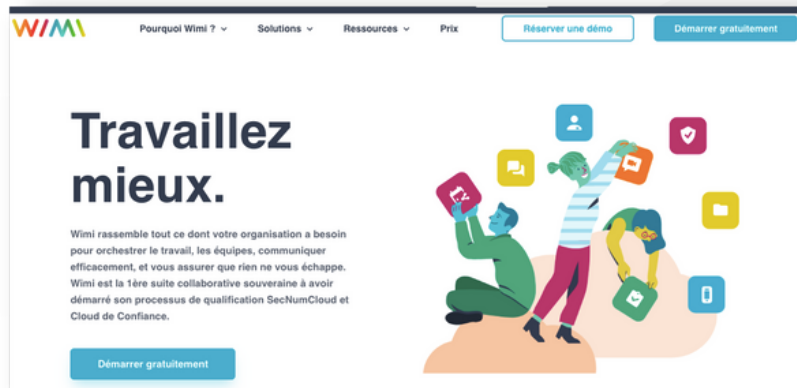 WIMI
Pourquoi Wimi ?
Solutions
Ressources
Prix
Réserver une démo
Démarrer gratuitement
Travaillez
mieux.
Wimi rassemble tout ce dont votre organisation a besoin
pour orchestrer le travail, les équipes, communiquer
efficacement, et vous assurer que rien ne vous échappe.
Wimi est la 1ère suite collaborative souveraine à avoir
démarré son processus de qualification SecNumCloud et
Cloud de Confiance.
Démarrer gratuitement